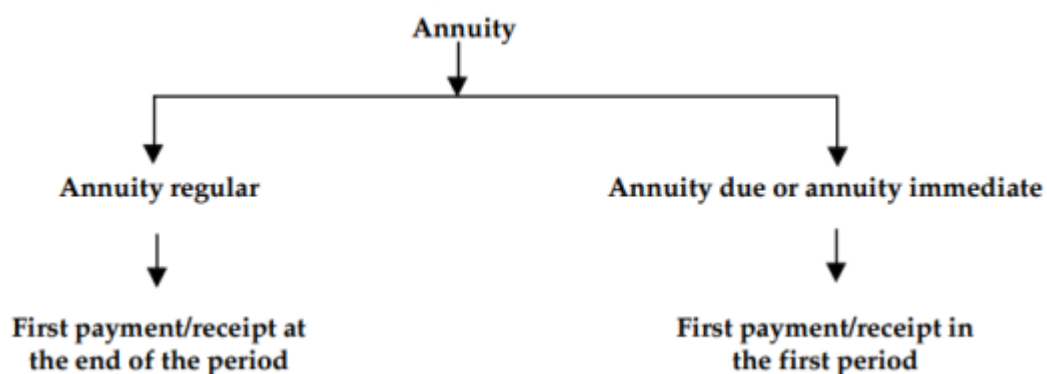 Annuity
Annuity regular
Annuity due or annuity immediate
First payment/receipt at
the end of the period
First payment/receipt in
the first period